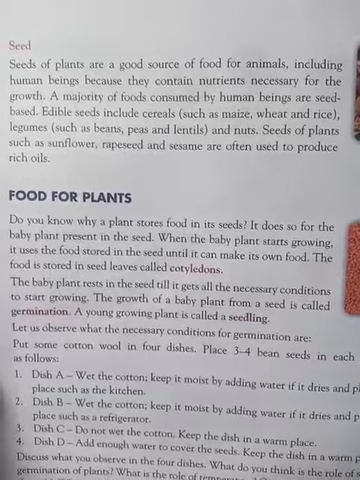 Seed
Seeds of plants are a good source of food for animals, including
human beings because they contain nutrients necessary for the
growth. A majority of foods consumed by human beings are seed-
based. Edible seeds include cereals (such as maize, wheat and rice),
legumes (such as beans, peas and lentils) and nuts. Seeds of plants
such as sunflower, rapeseed and sesame are often used to produce
rich oils.
FOOD FOR PLANTS
Do you know why a plant stores food in its seeds? It does so for the
baby plant present in the seed. When the baby plant starts growing,
it uses the food stored in the seed until it can make its own food. The
food is stored in seed leaves called cotyledons.
The baby plant rests in the seed till it gets all the necessary conditions
to start growing. The growth of a baby plant from a seed is called
germination. A young growing plant is called a seedling.
Let us observe what the necessary conditions for germination are:
Put some cotton wool in four dishes. Place 3–4 bean seeds in each
as follows:
1. Dish A – Wet the cotton; keep it moist by adding water if it dries and
place such as the kitchen.
2. Dish B – Wet the cotton; keep it moist by adding water if it dries and
place such as a refrigerator.
3. Dish C – Do not wet the cotton. Keep the dish in a warm place.
4. Dish D – Add enough water to cover the seeds. Keep the dish in a warm
Discuss what you observe in the four dishes. What do you think is the role of
germination of plants? What is the role of